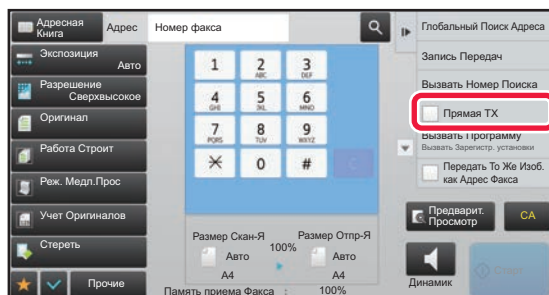 Адресная
Книга
Адрес
Номер факса
Экспозиция
Авто
Разрешение
Сверхвысокое
Оригинал
Работа Строит
Реж. Медл.Прос
Учет Оригиналов
Стереть
Прочие
1
2
ABC
3
DEF
4
GHI
5
JKL
6
MNO
7
PQRS
8
TUV
9
WXYZ
0
#
C
Размер Скан-Я
100%
Размер Отпр-Я
Авто
A4
Авто
A4
Память приема Факса : 100%
Глобальный Поиск Адреса
Запись Передач
Вызвать Номер Поиска
Прямая TX
Вызвать Программу
Вызвать Зарегистр. установки
Передать То Же Изоб.
как Адрес Факса
Предварит.
Просмотр
CA
Динамик
Старт